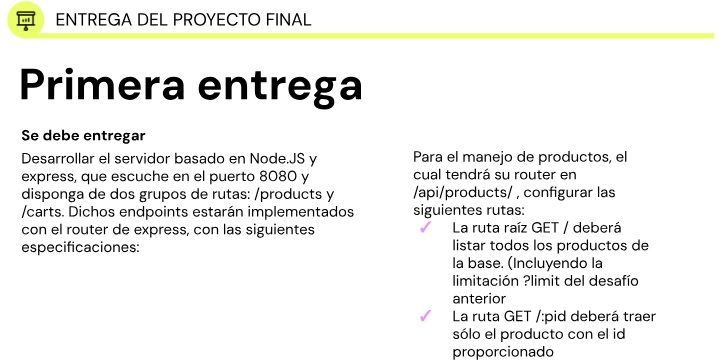 ENTREGA DEL PROYECTO FINAL
Primera entrega
Se debe entregar
Desarrollar el servidor basado en Node.JS y
express, que escuche en el puerto 8080 y
disponga de dos grupos de rutas: /products y
/carts. Dichos endpoints estarán implementados
con el router de express, con las siguientes
especificaciones:
Para el manejo de productos, el
cual tendrá su router en
/api/products/ , configurar las
siguientes rutas:
✓ La ruta raíz GET / deberá
listar todos los productos de
la base. (Incluyendo la
limitación ?limit del desafío
anterior
✓ La ruta GET /:pid deberá traer
sólo el producto con el id
proporcionado